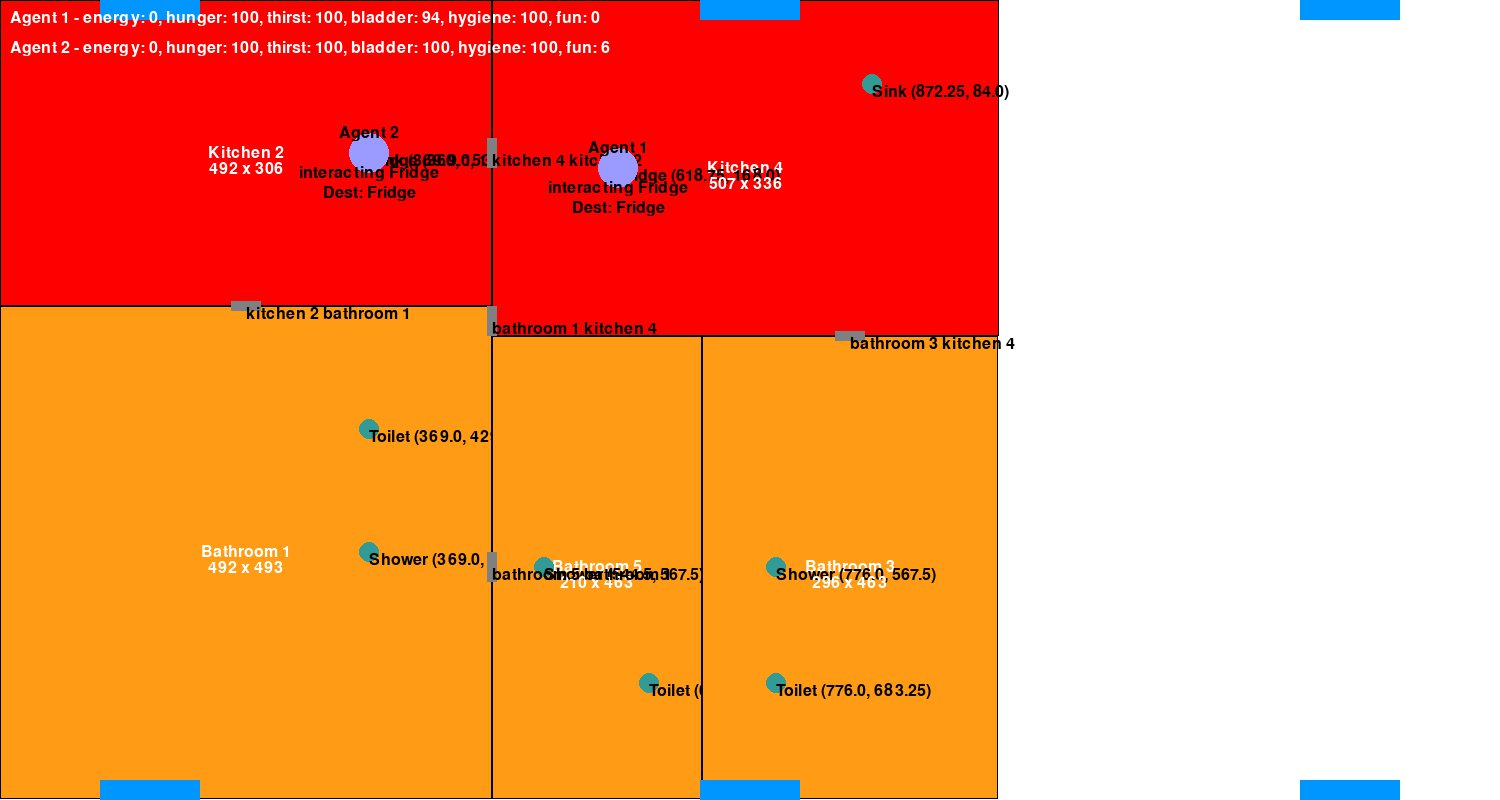 Agent 1 - energy: 0, hunger: 100, thirst: 100, bladder: 94, hygiene: 100, fun: 0
Agent 2 - energy: 0, hunger: 100, thirst: 100, bladder: 100, hygiene: 100, fun: 6
Sink (872.25, 84.0)
Agent 2
Kitchen 2
492 x 306
interacting Fridge
Dest: Fridge
kitchen 4
Agent 1
Kitchen 4
507 x 336
interacting Fridge
Dest: Fridge
kitchen 2 bathroom 1
bathroom 1 kitchen 4
bathroom 3 kitchen 4
Toilet (369.0, 42
Bathroom 1
492 x 493
Shower (369.0,
Bathroom 5
210 x 463
Bathroom 3
296 x 463
Shower (776.0, 567.5)
Toilet (
Toilet (776.0, 683.25)